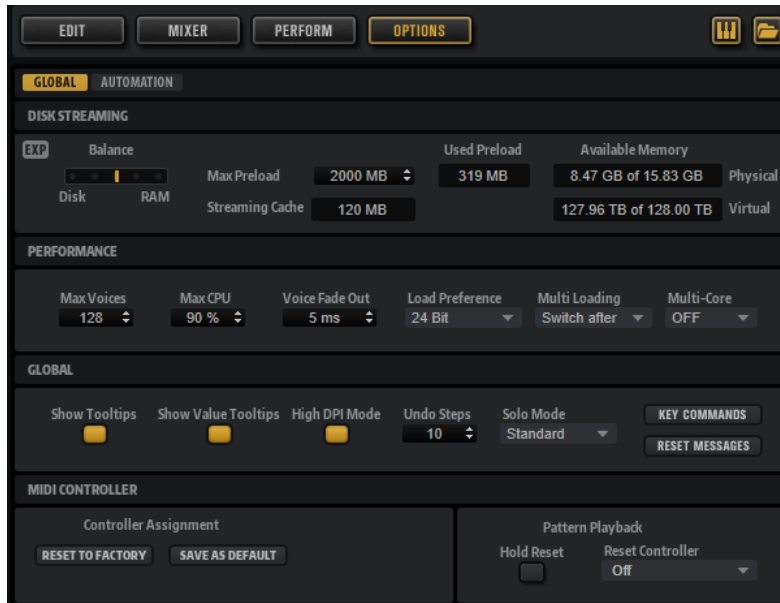 EDIT MIXER PERFORM OPTIONS
GLOBAL AUTOMATION
DISK STREAMING
EXP Balance Used Preload Available Memory
Max Preload 2000 MB 319 MB 8.47 GB of 15.83 GB Physical
Disk RAM
Streaming Cache 120 MB 127.96 TB of 128.00 TB Virtual
PERFORMANCE
Max Voices Max CPU Voice Fade Out Load Preference Multi Loading Multi-Core
128 90 % 5 ms 24 Bit Switch after OFF
GLOBAL
Show Tooltips Show Value Tooltips High DPI Mode Undo Steps Solo Mode KEY COMMANDS
10 Standard
RESET MESSAGES
MIDI CONTROLLER
Controller Assignment Pattern Playback
RESET TO FACTORY SAVE AS DEFAULT Hold Reset Reset Controller
Off